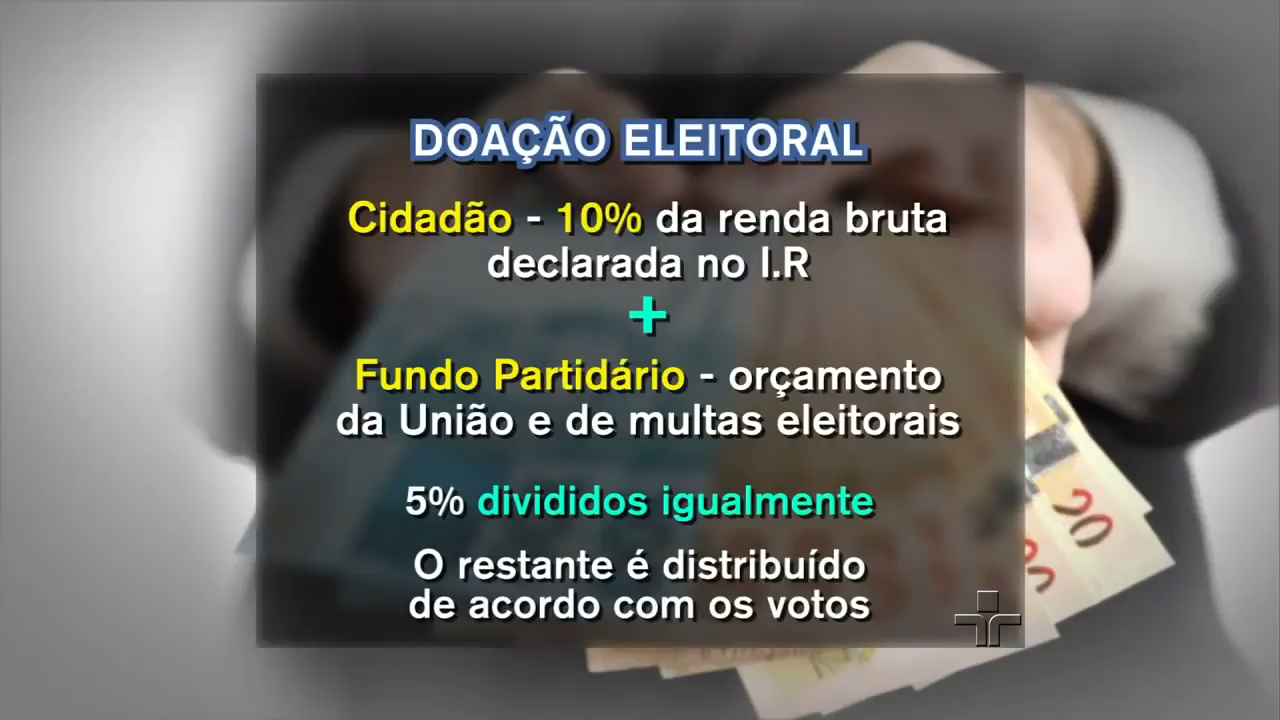 DOAÇÃO ELEITORAL
Cidadão - 10% da renda bruta
declarada no I.R
+
Fundo Partidário - orçamento
da União e de multas eleitorais
5% divididos igualmente
O restante é distribuído
de acordo com os votos
20